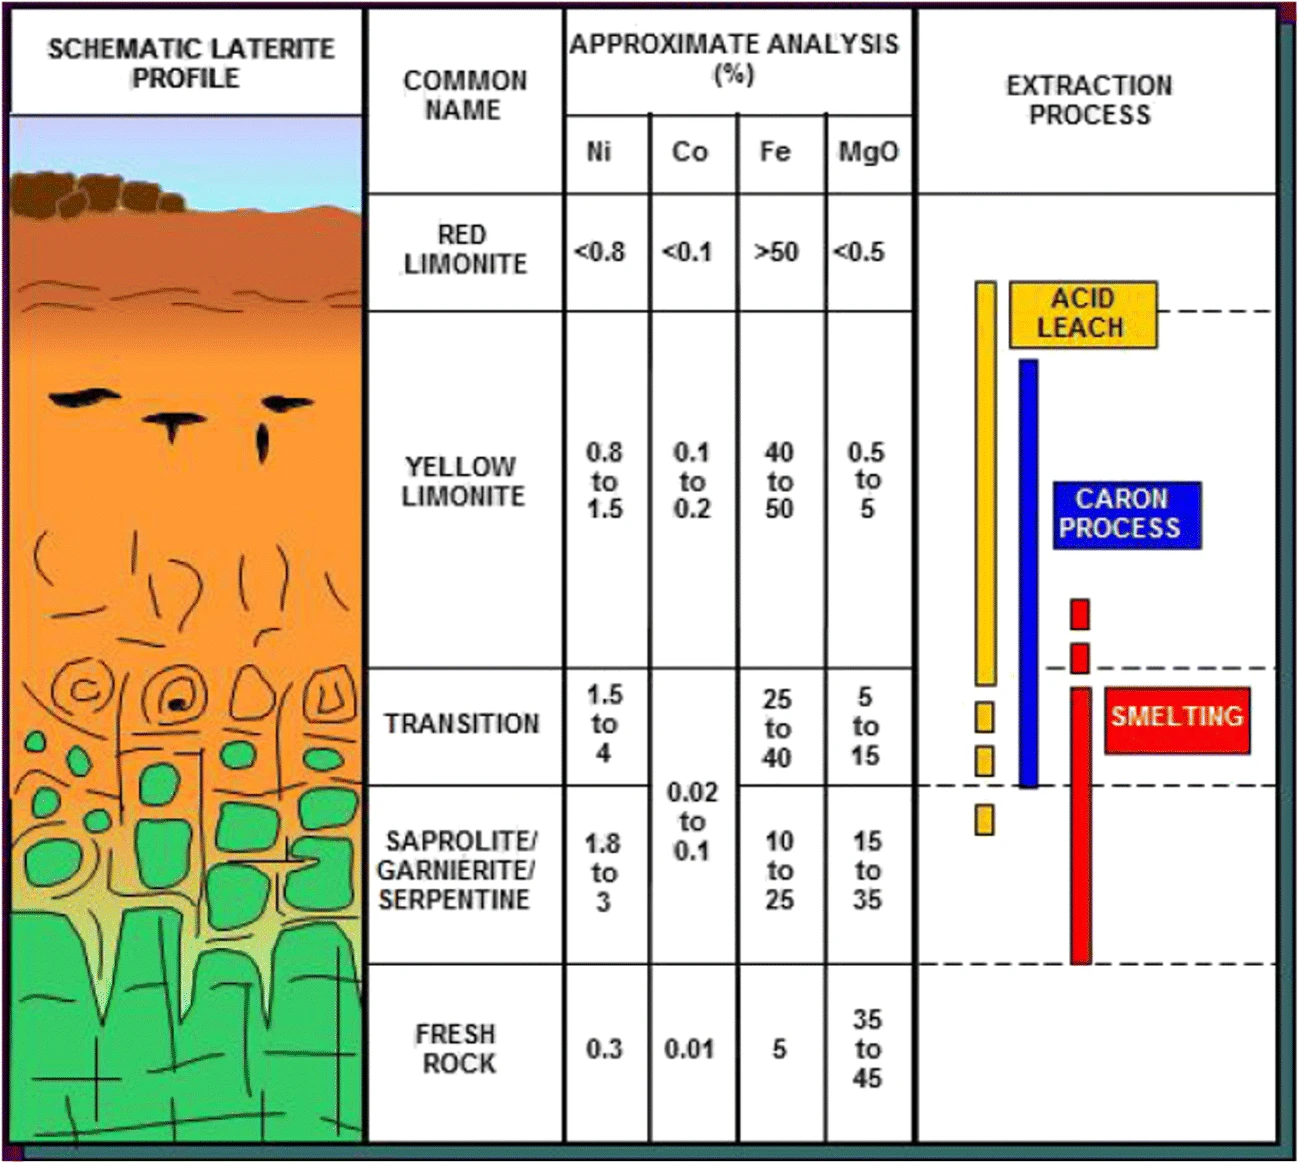 SCHEMATIC LATERITE
PROFILE
COMMON
NAME
APPROXIMATE ANALYSIS
(%)
Ni
Co
Fe
MgO
EXTRACTION
PROCESS
RED
LIMONITE
<0.8
<0.1
>50
<0.5
ACID
LEACH
YELLOW
LIMONITE
0.8
to
1.5
0.1
to
0.2
40
to
50
0.5
to
5
CARON
PROCESS
TRANSITION
1.5
to
4
25
to
40
5
to
15
SMELTING
0.02
to
0.1
SAPROLITE/
GARNIERITE/
SERPENTINE
1.8
to
3
10
to
25
15
to
35
FRESH
ROCK
0.3
0.01
5
35
to
45